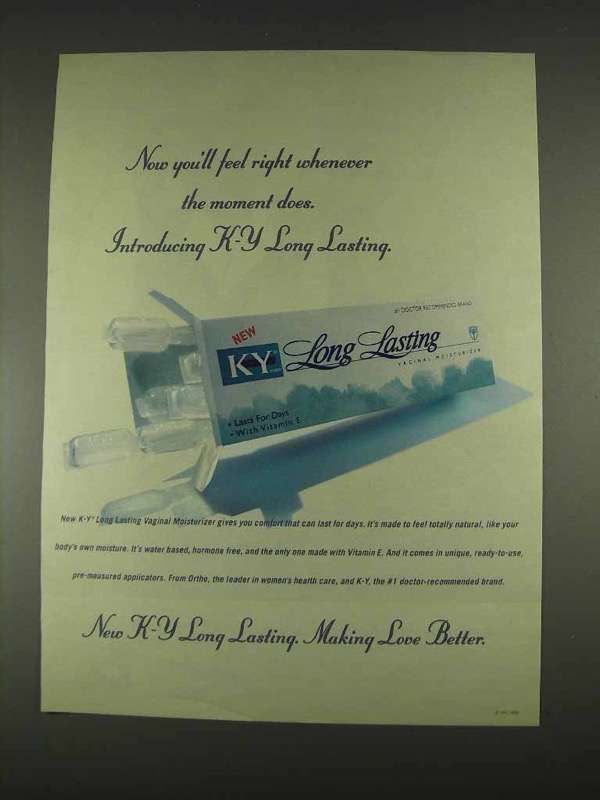 Now you'll feel right whenever
the moment does.
Introducing K-Y Long Lasting.
#1 DOCTOR RECOMMENDED BRAND
NEW
K-Y Long Lasting
VAGINAL MOISTURIZER
• Lasts For Days
• With Vitamin E
New K-Y® Long Lasting Vaginal Moisturizer gives you comfort that can last for days. It's made to feel totally natural, like your
body's own moisture. It's water based, hormone free, and the only one made with Vitamin E. And it comes in unique, ready-to-use,
pre-measured applicators. From Ortho, the leader in women's health care, and K-Y, the #1 doctor-recommended brand.
New K-Y Long Lasting. Making Love Better.